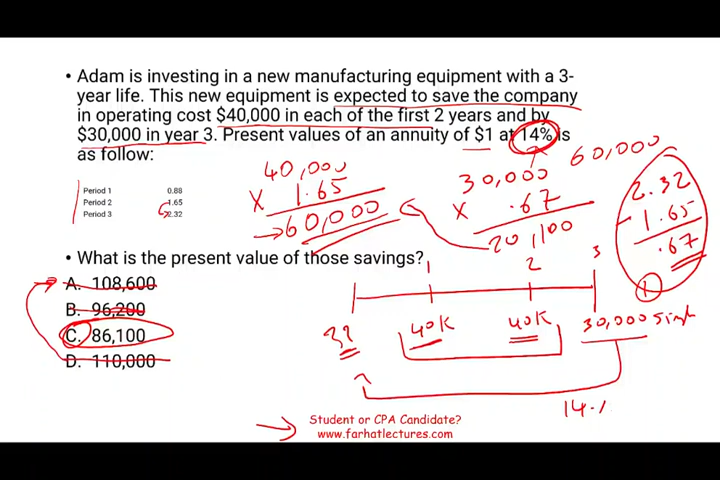 • Adam is investing in a new manufacturing equipment with a 3-
year life. This new equipment is expected to save the company
in operating cost $40,000 in each of the first 2 years and by
$30,000 in year 3. Present values of an annuity of $1 at 14% is
as follow:
60,000
40,000
X 1.65
60,000
30,000
X .67
20,100
2.32
- 1.65
.67
Period 1 0.88
Period 2 1.65
Period 3 2.32
• What is the present value of those savings?
A. 108,600
B. 96,200
C. 86,100
D. 110,000
1 2 3
40K 40K 30,000
14%
Student or CPA Candidate?
www.farhatlectures.com